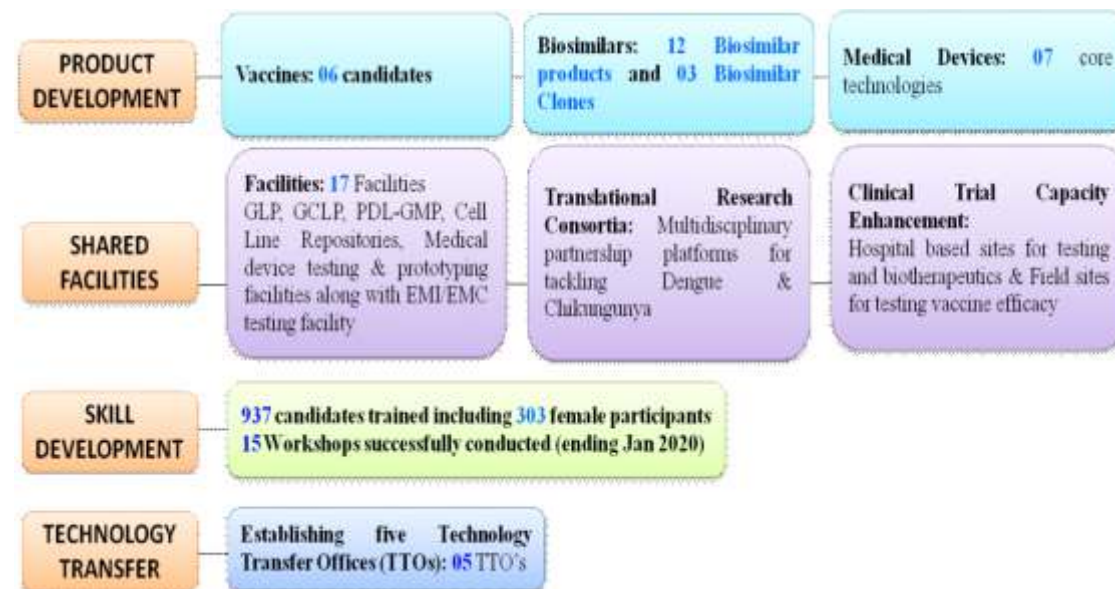 PRODUCT
DEVELOPMENT
Vaccines: 06 candidates
Biosimilars: 12 Biosimilar
products and 03 Biosimilar
Clones
Medical Devices: 07 core
technologies
SHARED
FACILITIES
Facilities: 17 Facilities
GLP, GCLP, PDL-GMP, Cell
Line Repositories, Medical
device testing & prototyping
facilities along with EMI/EMC
testing facility
Translational Research
Consortia: Multidisciplinary
partnership platforms for
tackling Dengue &
Chikungunya
Clinical Trial Capacity
Enhancement:
Hospital based sites for testing
and biotherapeutics & Field sites
for testing vaccine efficacy
SKILL
DEVELOPMENT
937 candidates trained including 303 female participants
15 Workshops successfully conducted (ending Jan 2020)
TECHNOLOGY
TRANSFER
Establishing five Technology
Transfer Offices (TTOs): 05 TTO's